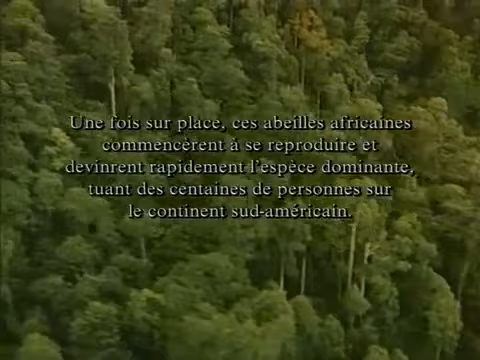 Une fois sur place, ces abeilles africaines
commencèrent à se reproduire et
devinrent rapidement l'espèce dominante,
tuant des centaines de personnes sur
le continent sud-américain.